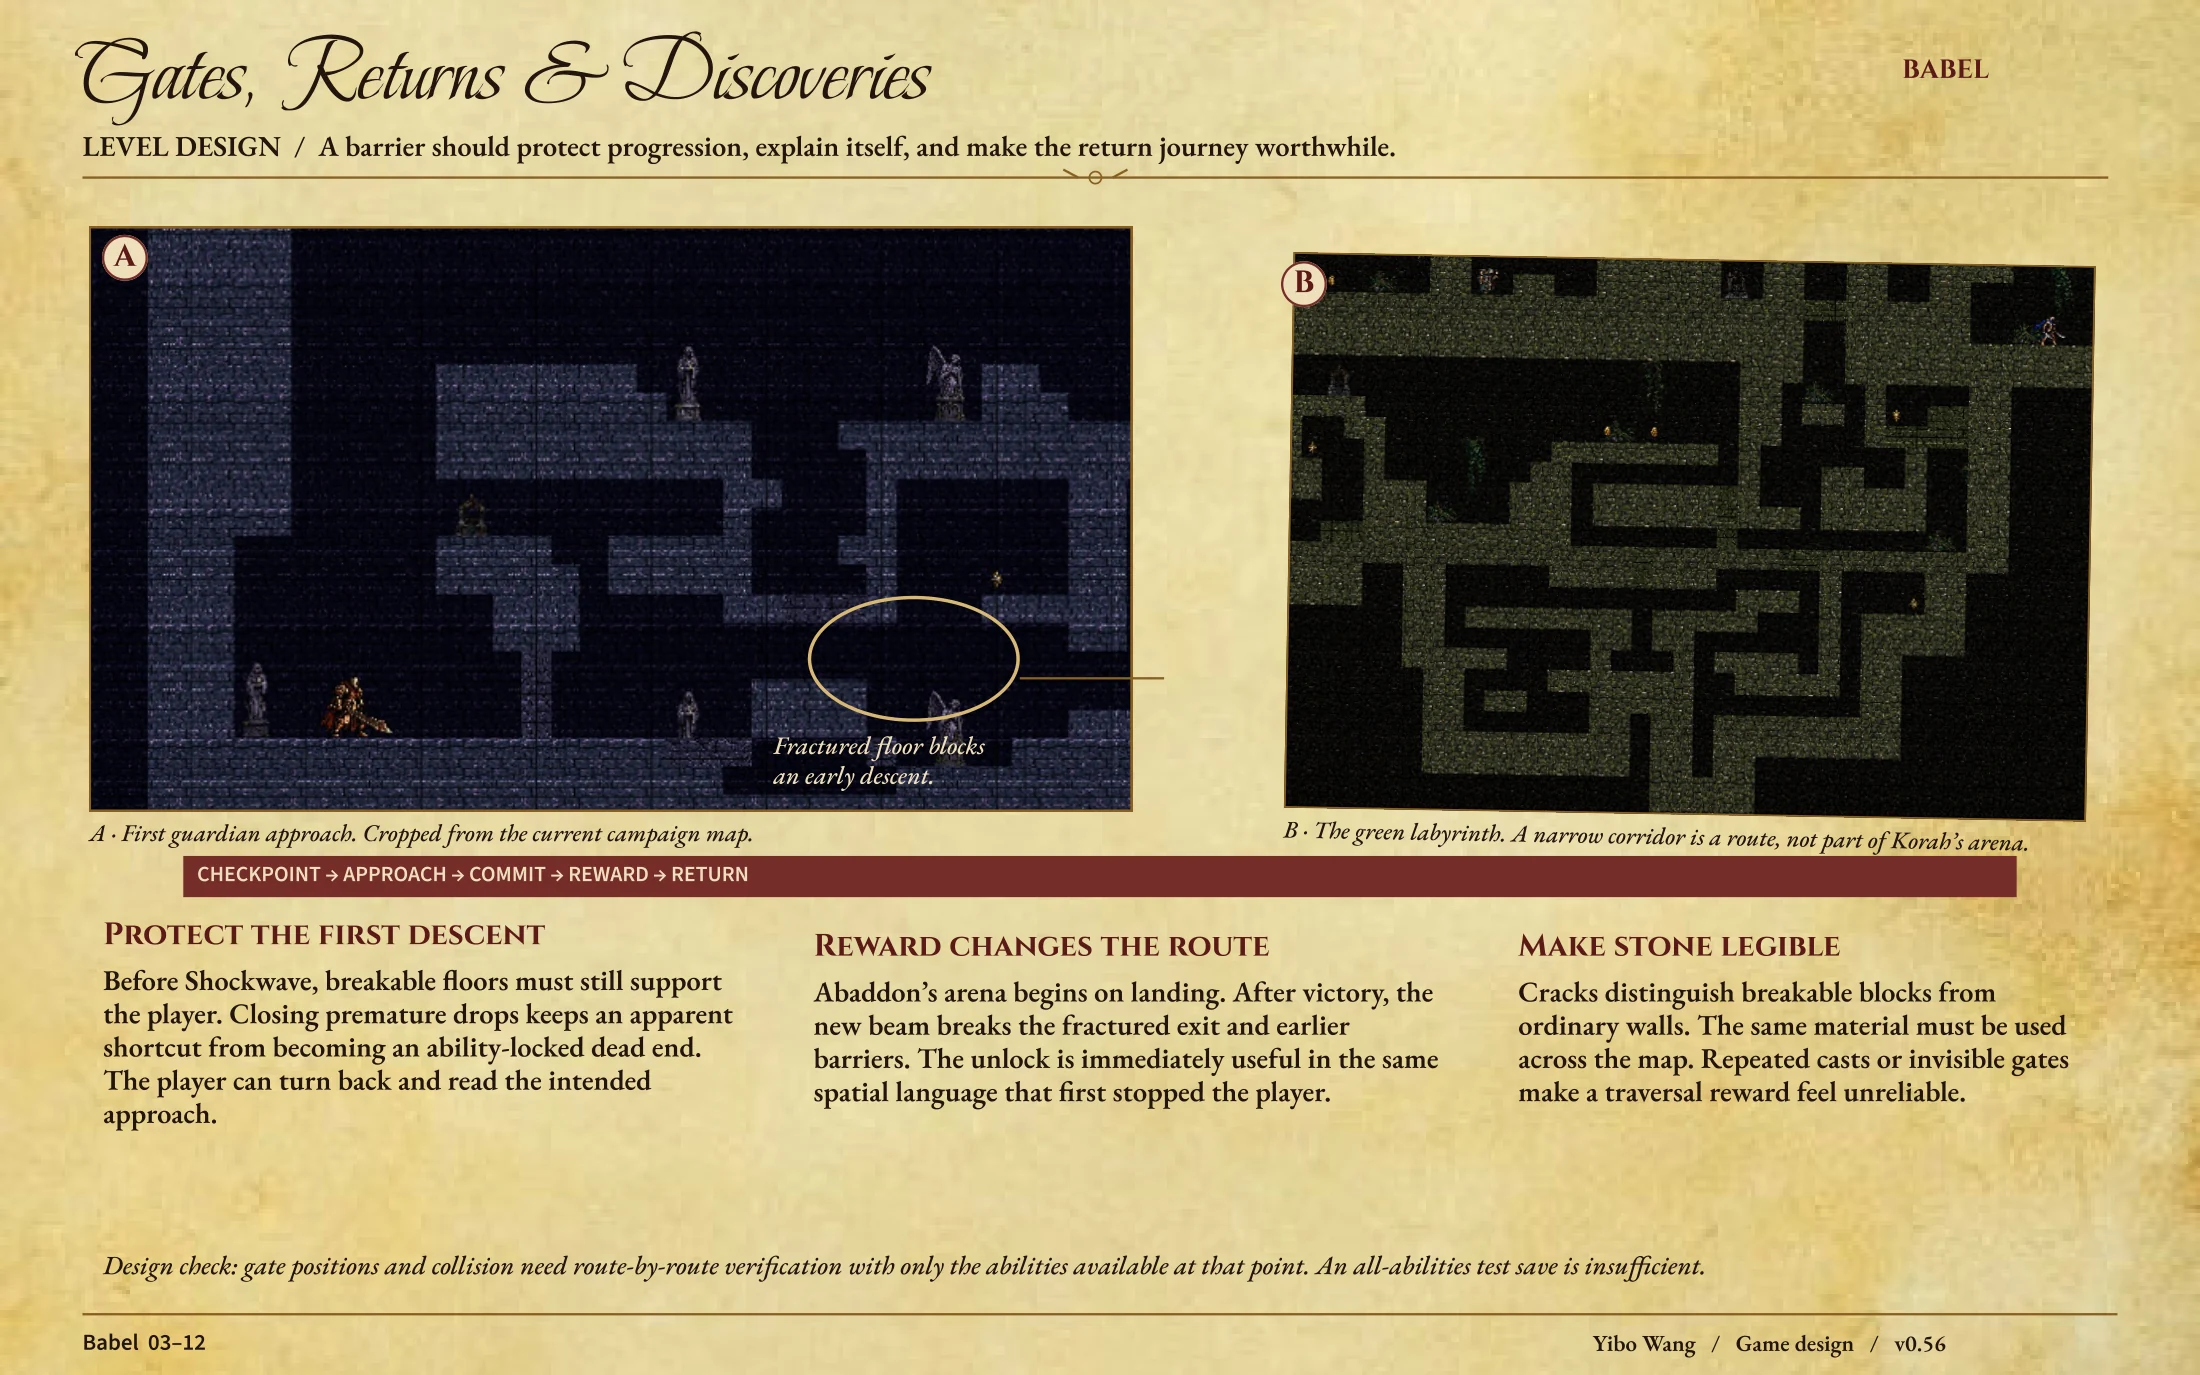 Gates, Returns & Discoveries
BABEL
LEVEL DESIGN / A barrier should protect progression, explain itself, and make the return journey worthwhile.
A
B
Fractured floor blocks
an early descent.
A · First guardian approach. Cropped from the current campaign map.
B · The green labyrinth. A narrow corridor is a route, not part of Korah’s arena.
CHECKPOINT → APPROACH → COMMIT → REWARD → RETURN
PROTECT THE FIRST DESCENT
Before Shockwave, breakable floors must still support
the player. Closing premature drops keeps an apparent
shortcut from becoming an ability-locked dead end.
The player can turn back and read the intended
approach.
REWARD CHANGES THE ROUTE
Abaddon’s arena begins on landing. After victory, the
new beam breaks the fractured exit and earlier
barriers. The unlock is immediately useful in the same
spatial language that first stopped the player.
MAKE STONE LEGIBLE
Cracks distinguish breakable blocks from
ordinary walls. The same material must be used
across the map. Repeated casts or invisible gates
make a traversal reward feel unreliable.
Design check: gate positions and collision need route-by-route verification with only the abilities available at that point. An all-abilities test save is insufficient.
Babel 03–12
Yibo Wang / Game design / v0.56